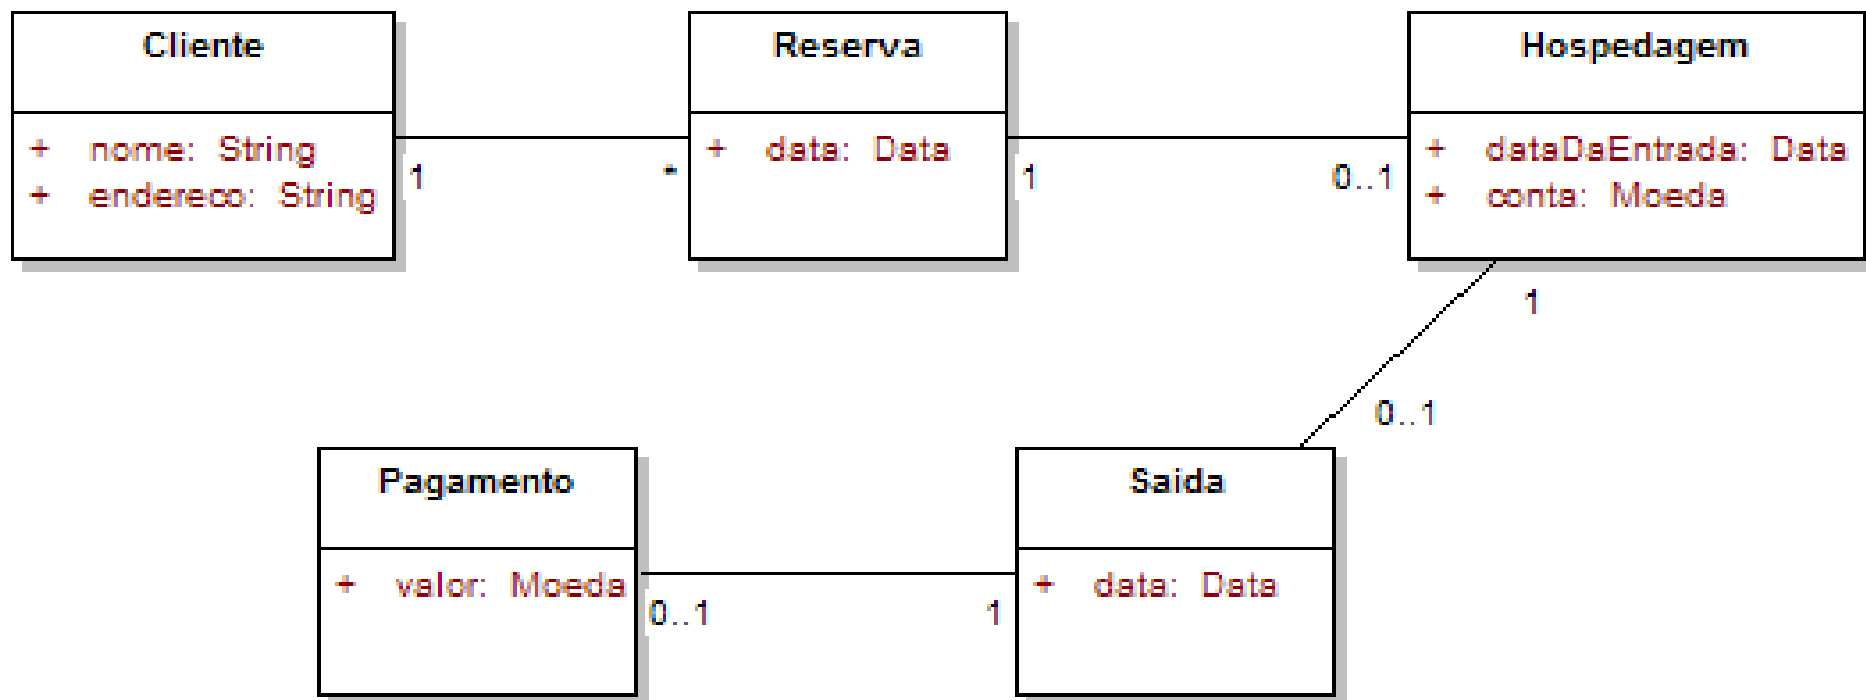 Cliente
+ nome: String
+ endereco: String
1
*
Reserva
+ data: Data
1
0..1
Hospedagem
+ dataDaEntrada: Data
+ conta: Moeda
1
0..1
Pagamento
+ valor: Moeda
0..1
1
Saida
+ data: Data